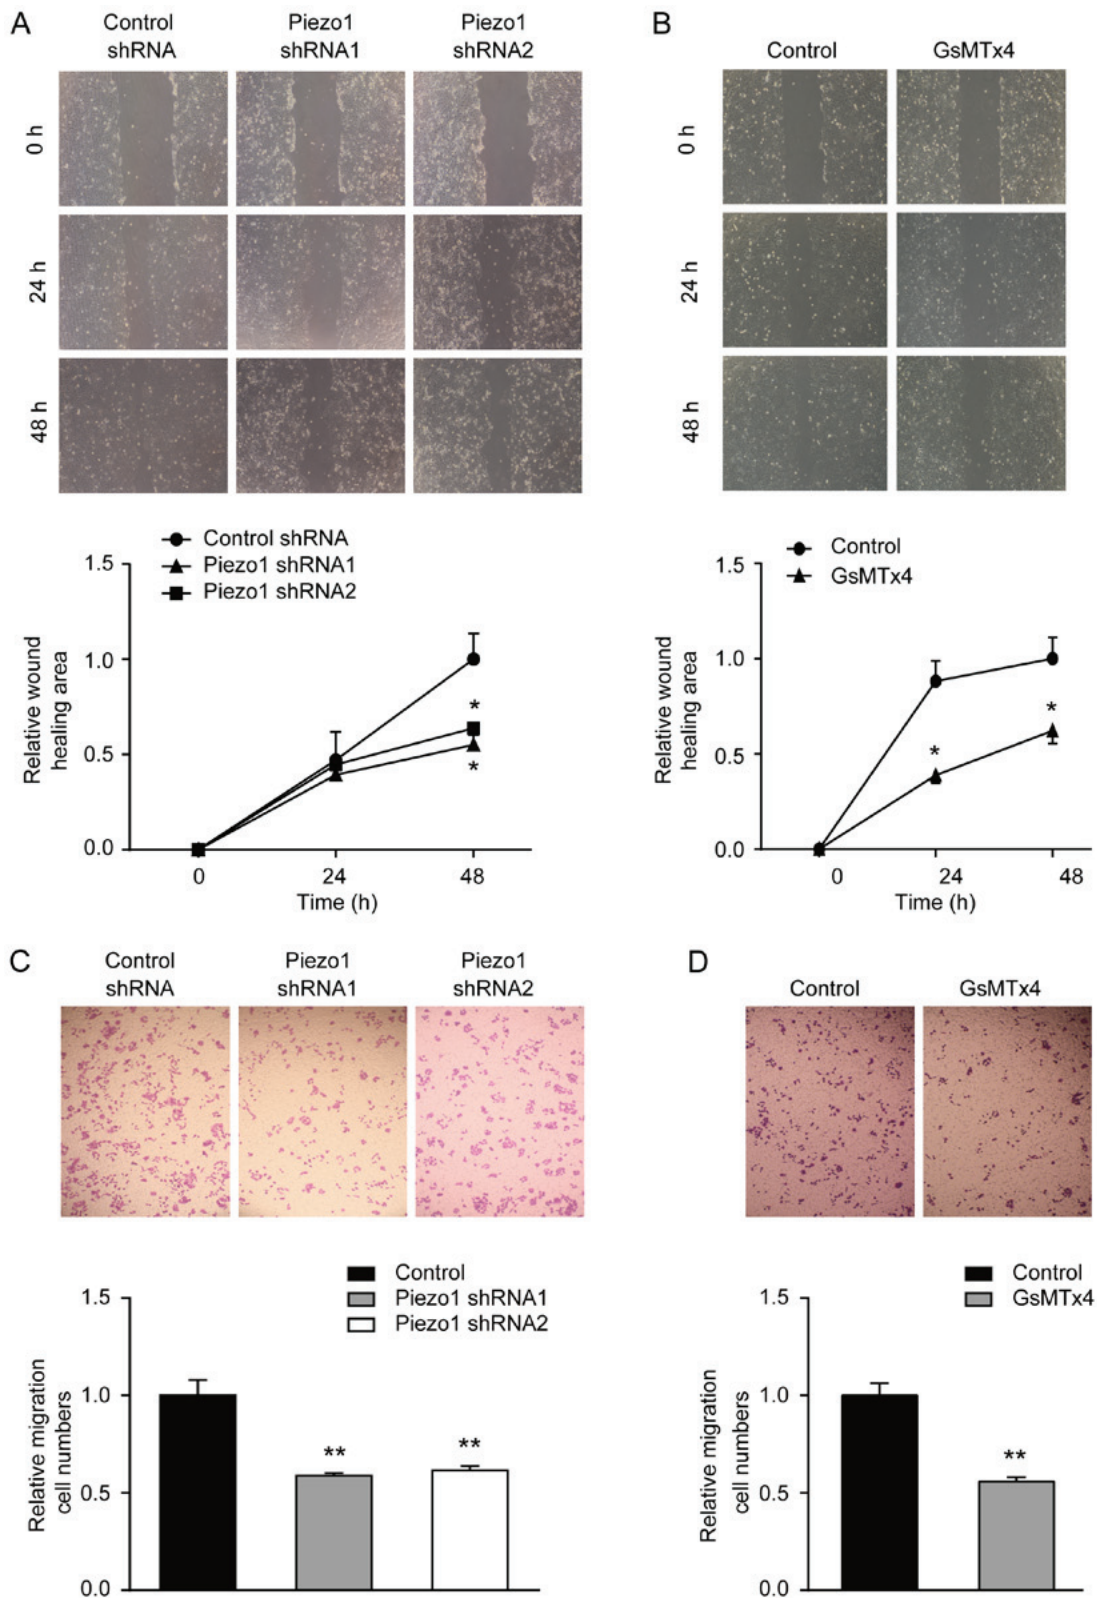 A
Control
shRNA
Piezo1
shRNA1
Piezo1
shRNA2
0 h
24 h
48 h
Control shRNA
Piezo1 shRNA1
Piezo1 shRNA2
Relative wound
healing area
1.5
1.0
0.5
0.0
*
*
0
24
48
Time (h)
B
Control
GsMTx4
0 h
24 h
48 h
Control
GsMTx4
Relative wound
healing area
1.5
1.0
0.5
0.0
*
*
0
24
48
Time (h)
C
Control
shRNA
Piezo1
shRNA1
Piezo1
shRNA2
Control
Piezo1 shRNA1
Piezo1 shRNA2
Relative migration
cell numbers
1.5
1.0
0.5
0.0
**
**
D
Control
GsMTx4
Control
GsMTx4
Relative migration
cell numbers
1.5
1.0
0.5
0.0
**